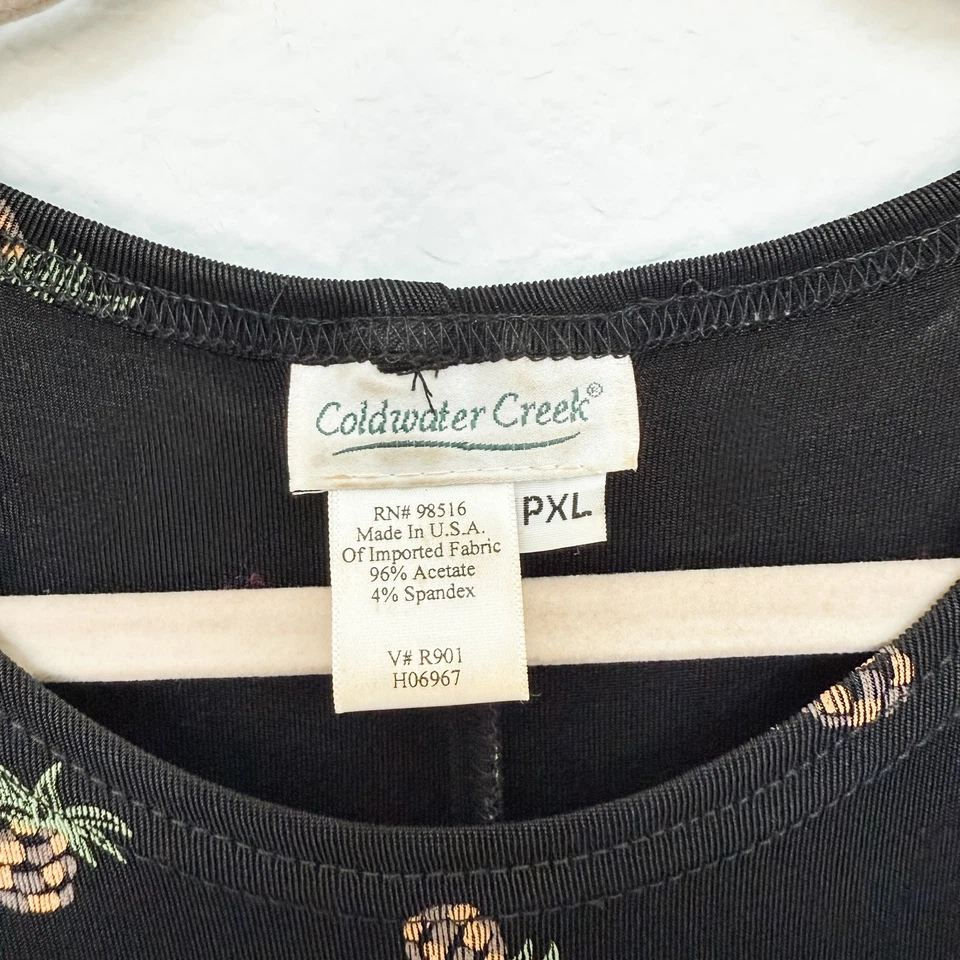 Coldwater Creek®
PXL
RN# 98516
Made In U.S.A.
Of Imported Fabric
96% Acetate
4% Spandex
V# R901
H06967